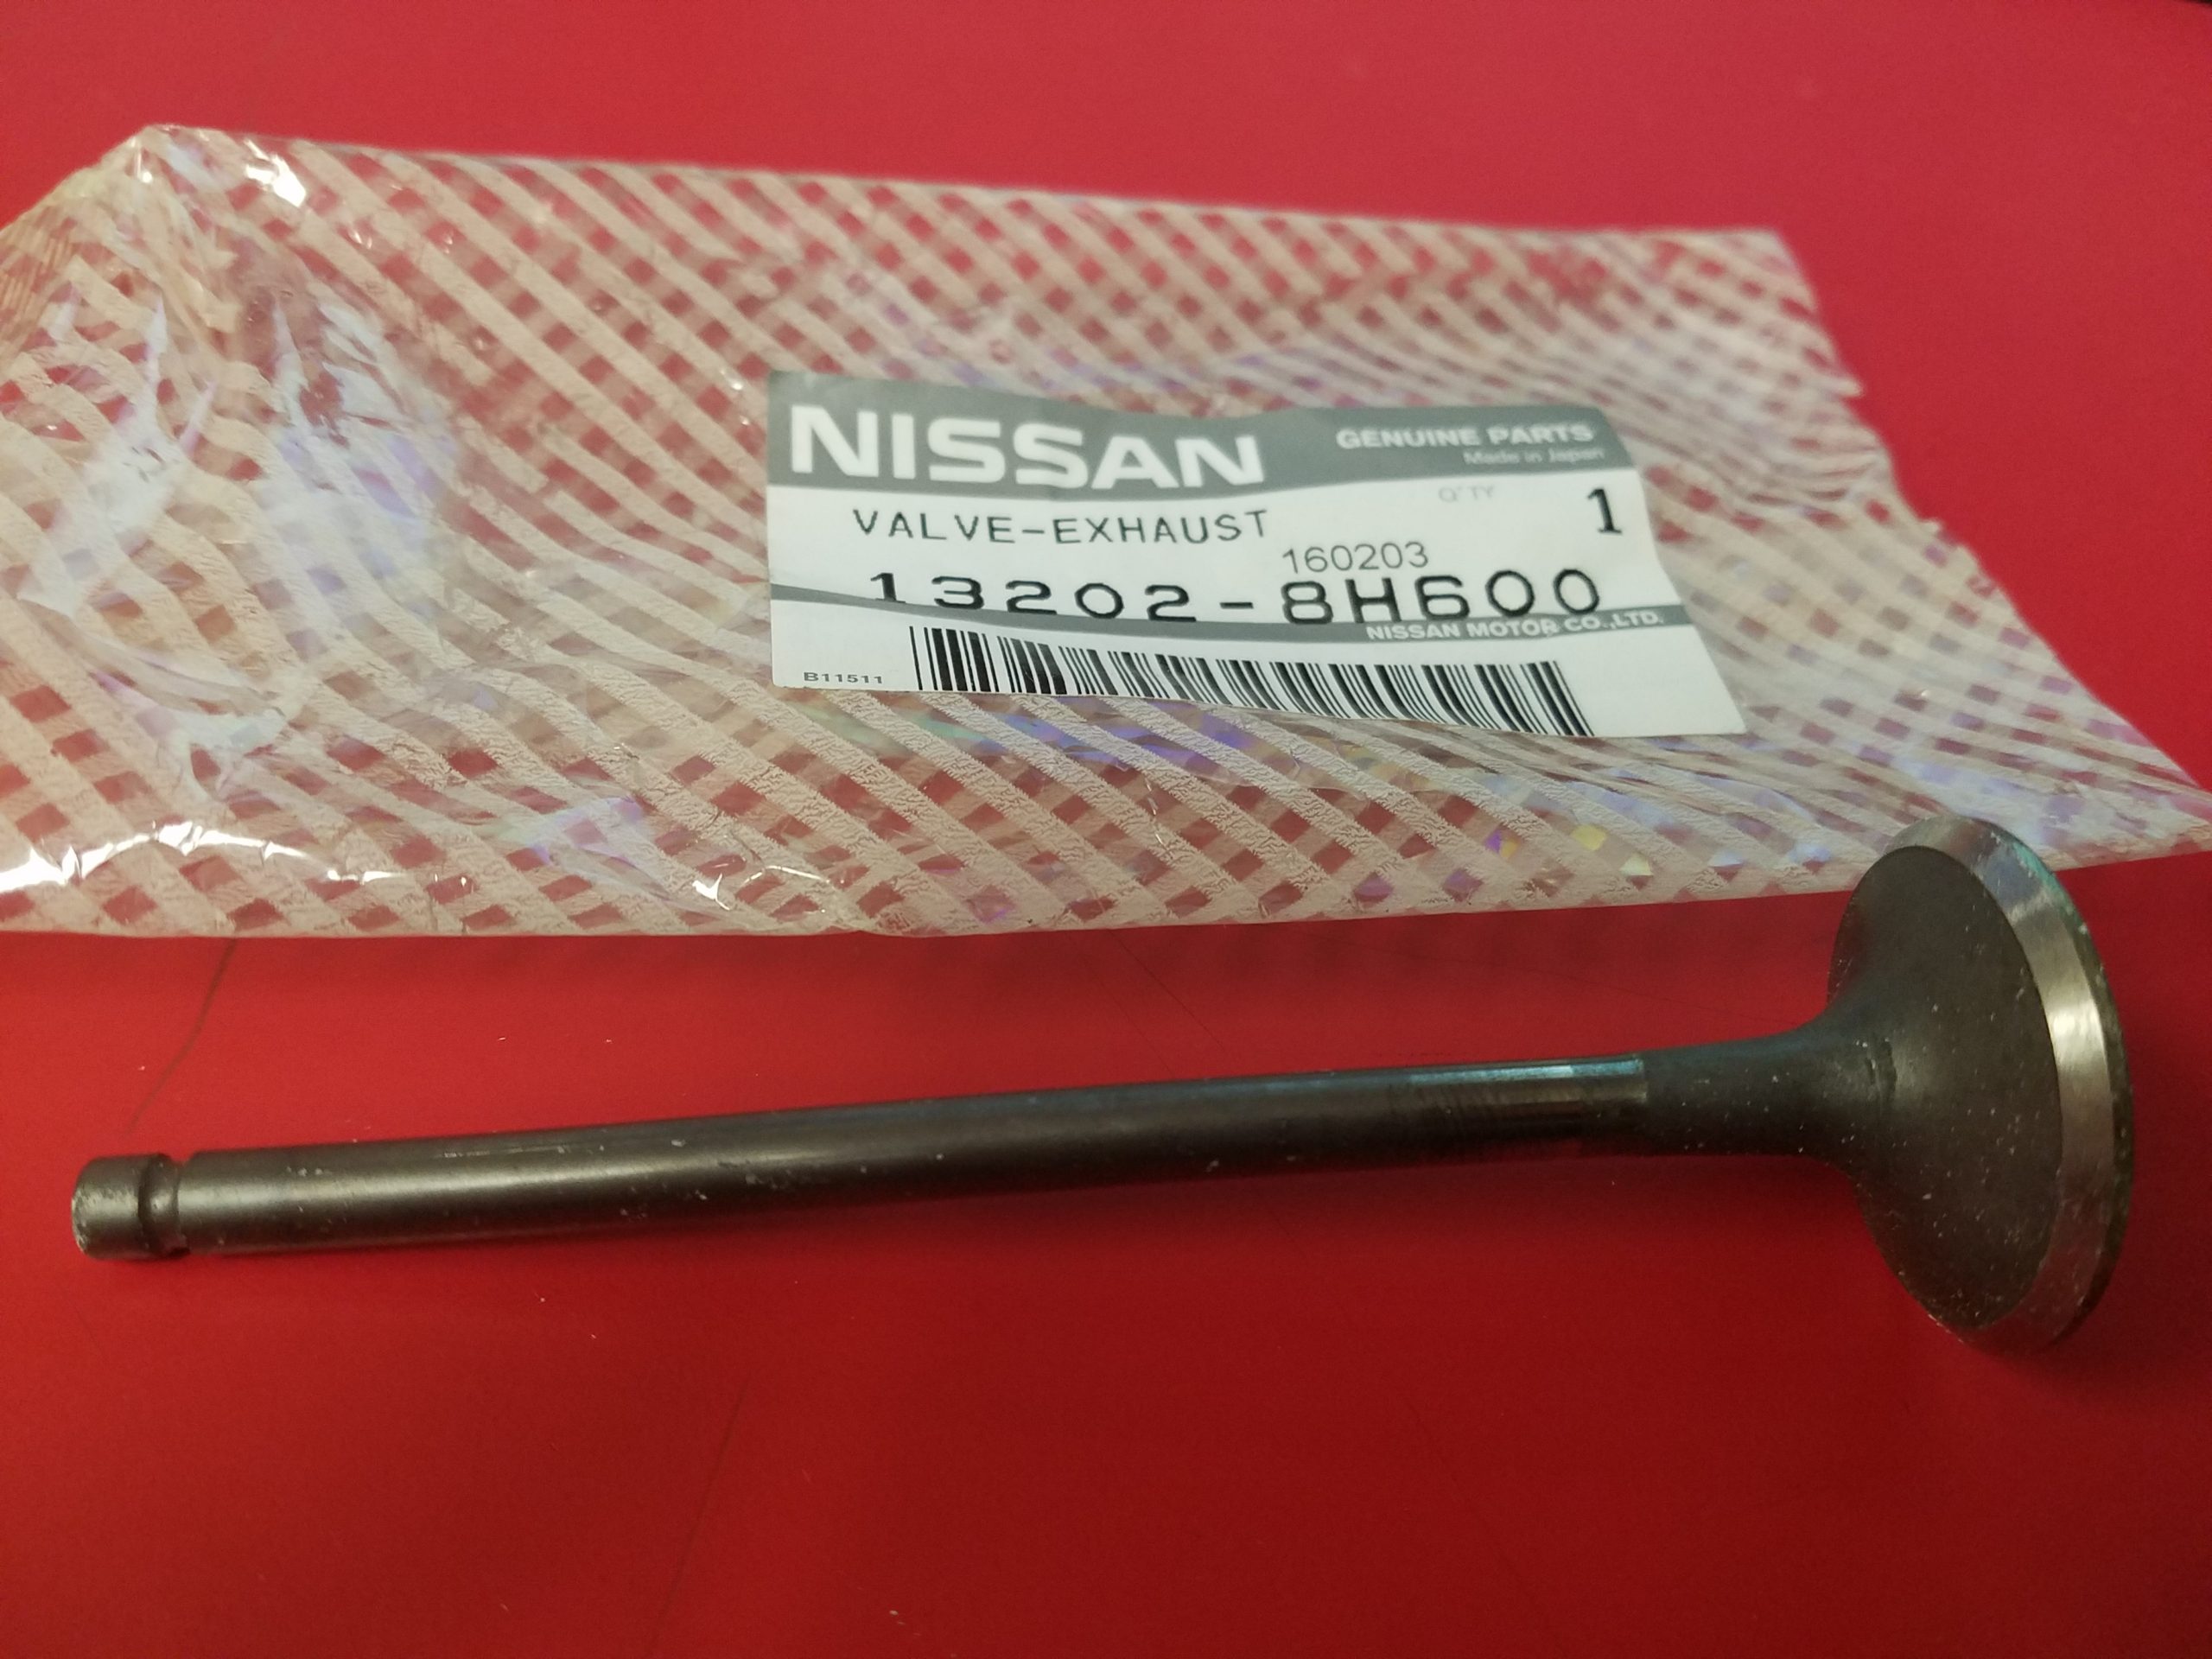 NISSAN GENUINE PARTS
Made in Japan
Q'TY 1
VALVE-EXHAUST
160203
13202-8H600
NISSAN MOTOR CO.,LTD.
B11511